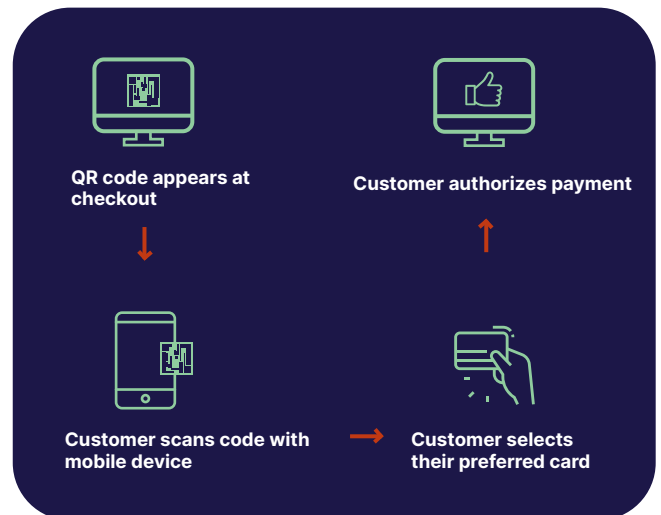 QR code appears at
checkout
Customer scans code with
mobile device
Customer selects
their preferred card
Customer authorizes payment